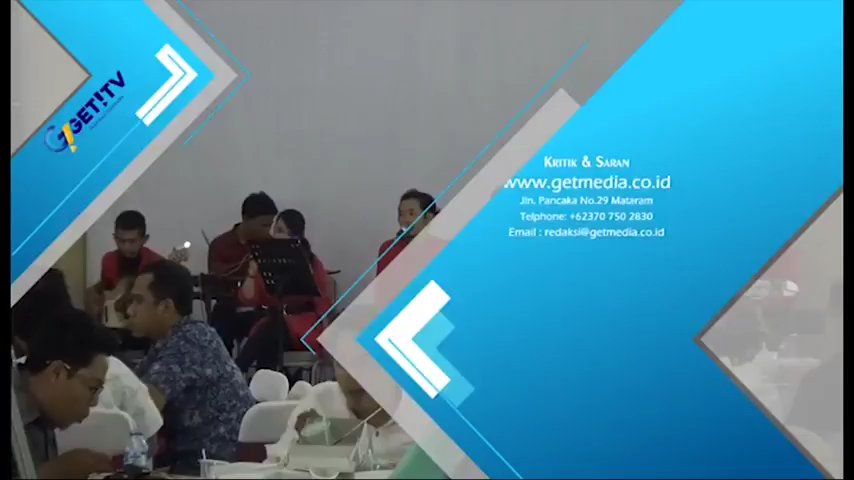 GET!TV
KRITIK & SARAN
www.getmedia.co.id
Jln. Pancaka No.29 Mataram
Telphone: +62370 750 2830
Email : redaksi@getmedia.co.id